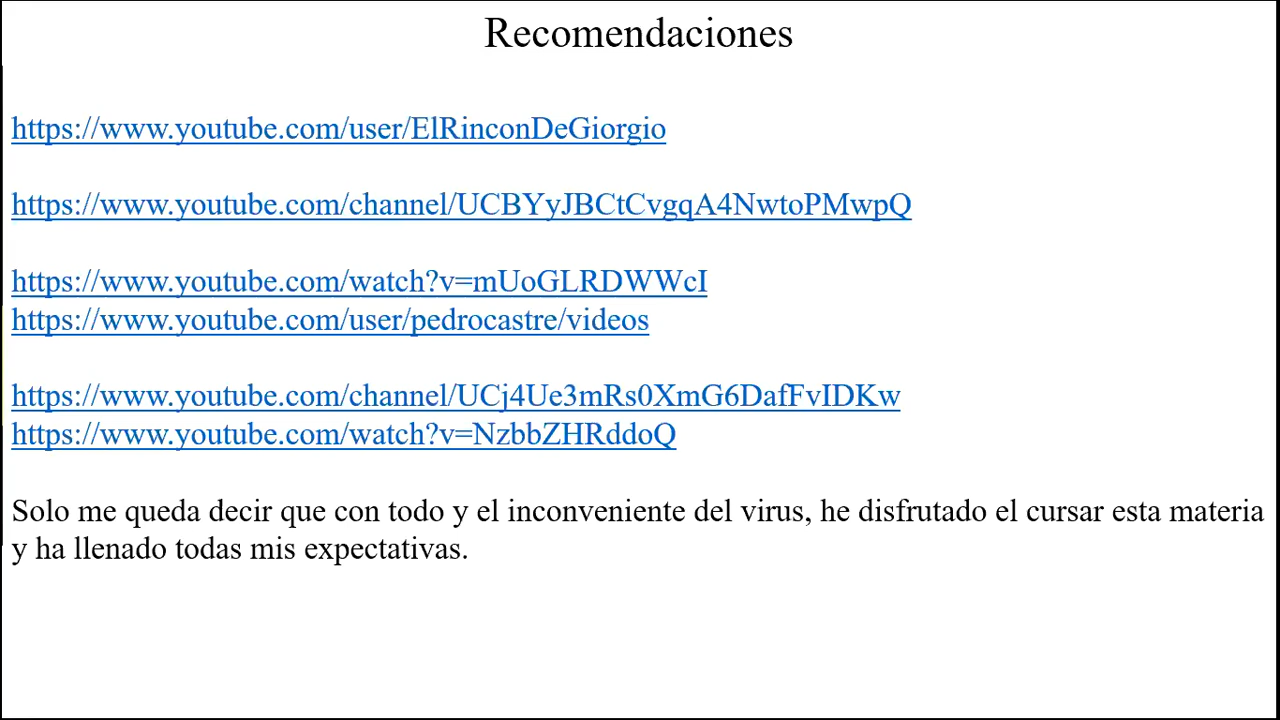 Recomendaciones
https://www.youtube.com/user/ElRinconDeGiorgio
https://www.youtube.com/channel/UCBYyJBCtCvgqA4NwtoPMwpQ
https://www.youtube.com/watch?v=mUoGLRDWWcI
https://www.youtube.com/user/pedrocastre/videos
https://www.youtube.com/channel/UCj4Ue3mRs0XmG6DafFvIDKw
https://www.youtube.com/watch?v=NzbbZHRddoQ
Solo me queda decir que con todo y el inconveniente del virus, he disfrutado el cursar esta materia
y ha llenado todas mis expectativas.